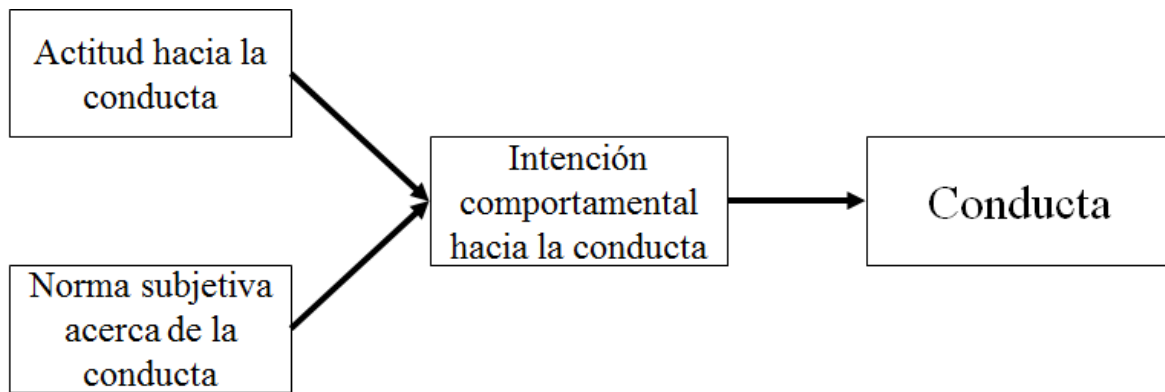 Actitud hacia la
conducta
Norma subjetiva
acerca de la
conducta
Intención
comportamental
hacia la conducta
Conducta